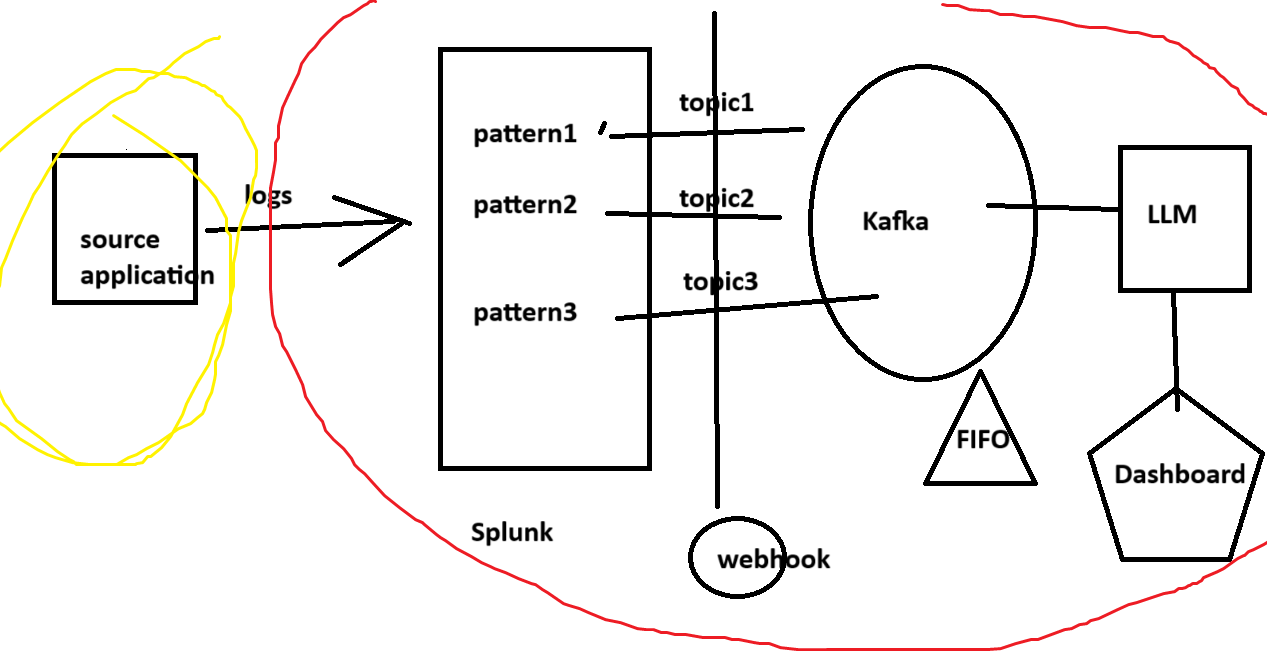 source
application
logs
pattern1
pattern2
pattern3
Splunk
topic1
topic2
topic3
webhook
Kafka
FIFO
LLM
Dashboard